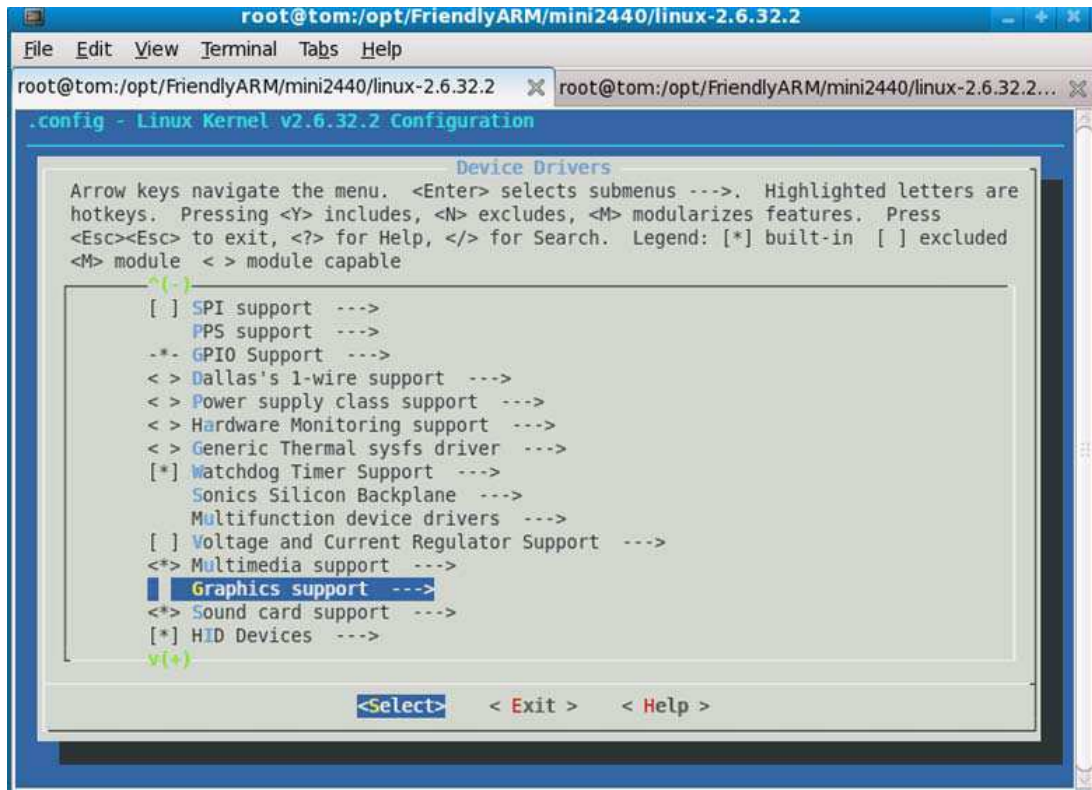 root@tom:/opt/FriendlyARM/mini2440/linux-2.6.32.2
File Edit View Terminal Tabs Help
root@tom:/opt/FriendlyARM/mini2440/linux-2.6.32.2 root@tom:/opt/FriendlyARM/mini2440/linux-2.6.32.2...
.config - Linux Kernel v2.6.32.2 Configuration
Device Drivers
Arrow keys navigate the menu. <Enter> selects submenus --->. Highlighted letters are
hotkeys. Pressing <Y> includes, <N> excludes, <M> modularizes features. Press
<Esc><Esc> to exit, <?> for Help, </> for Search. Legend: [*] built-in [ ] excluded
<M> module < > module capable
^(-)
[ ] SPI support --->
PPS support --->
-*- GPIO Support --->
< > Dallas's 1-wire support --->
< > Power supply class support --->
< > Hardware Monitoring support --->
< > Generic Thermal sysfs driver --->
[*] Watchdog Timer Support --->
Sonics Silicon Backplane --->
Multifunction device drivers --->
[ ] Voltage and Current Regulator Support --->
<*> Multimedia support --->
Graphics support --->
<*> Sound card support --->
[*] HID Devices --->
v(+)
<Select> < Exit > < Help >